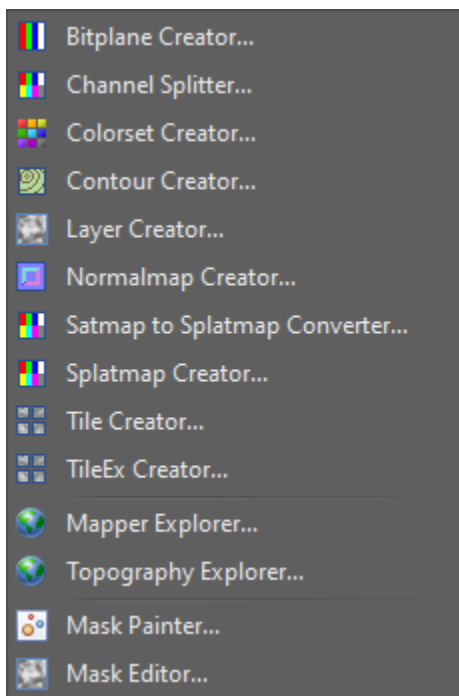 Bitplane Creator...
Channel Splitter...
Colorset Creator...
Contour Creator...
Layer Creator...
Normalmap Creator...
Satmap to Splatmap Converter...
Splatmap Creator...
Tile Creator...
TileEx Creator...
Mapper Explorer...
Topography Explorer...
Mask Painter...
Mask Editor...